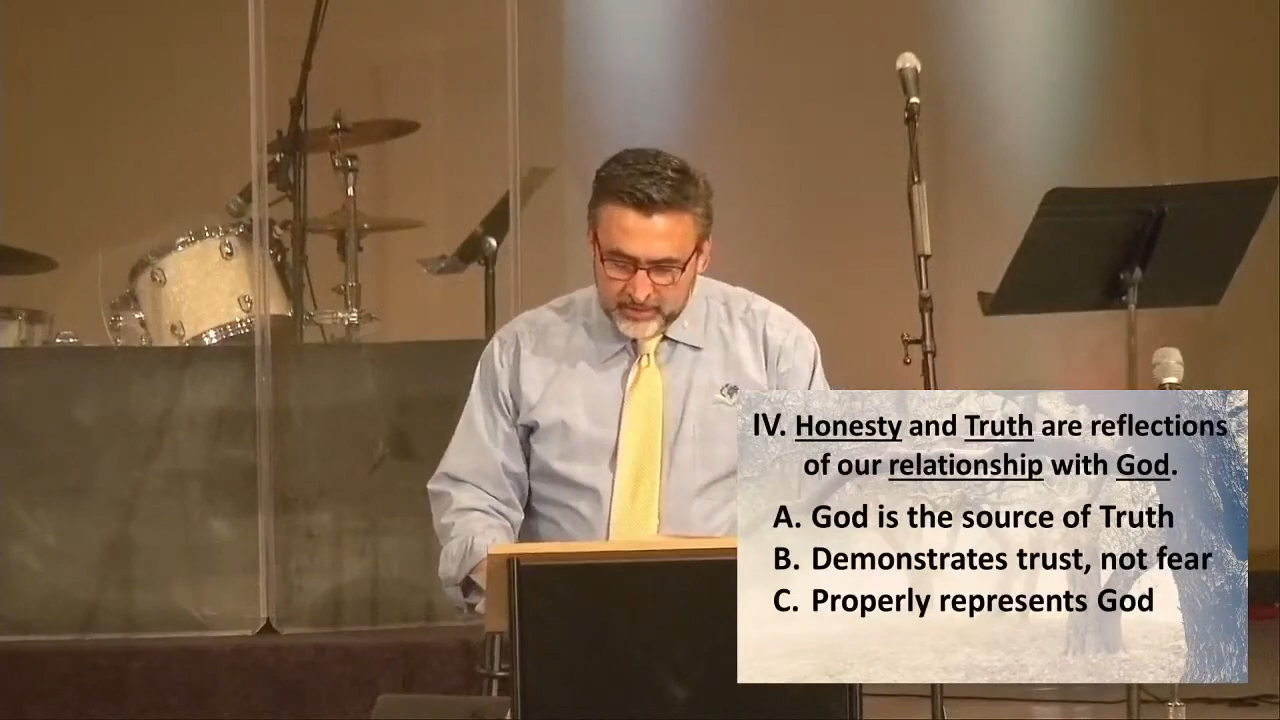 IV. Honesty and Truth are reflections
of our relationship with God.
A. God is the source of Truth
B. Demonstrates trust, not fear
C. Properly represents God